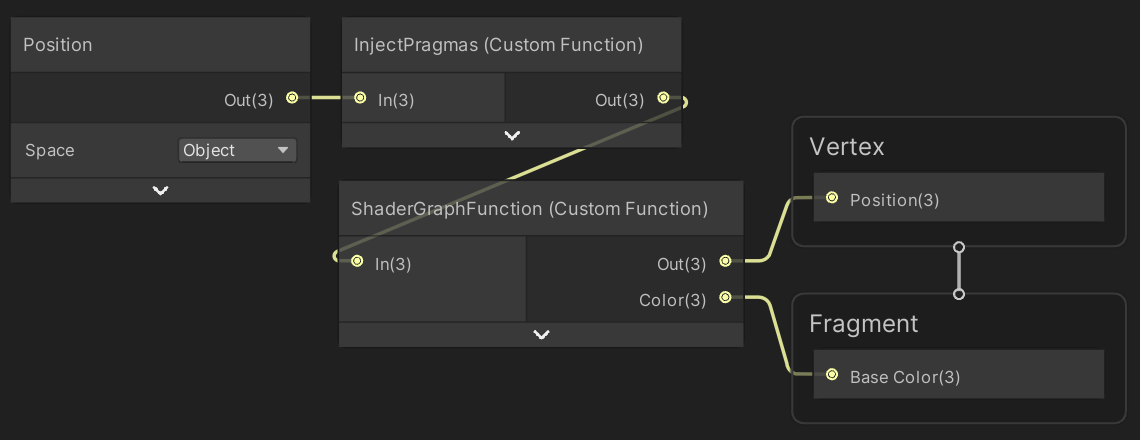 Position
Out(3)
Space
Object
InjectPragmas (Custom Function)
In(3)
Out(3)
ShaderGraphFunction (Custom Function)
In(3)
Out(3)
Color(3)
Vertex
Position(3)
Fragment
Base Color(3)